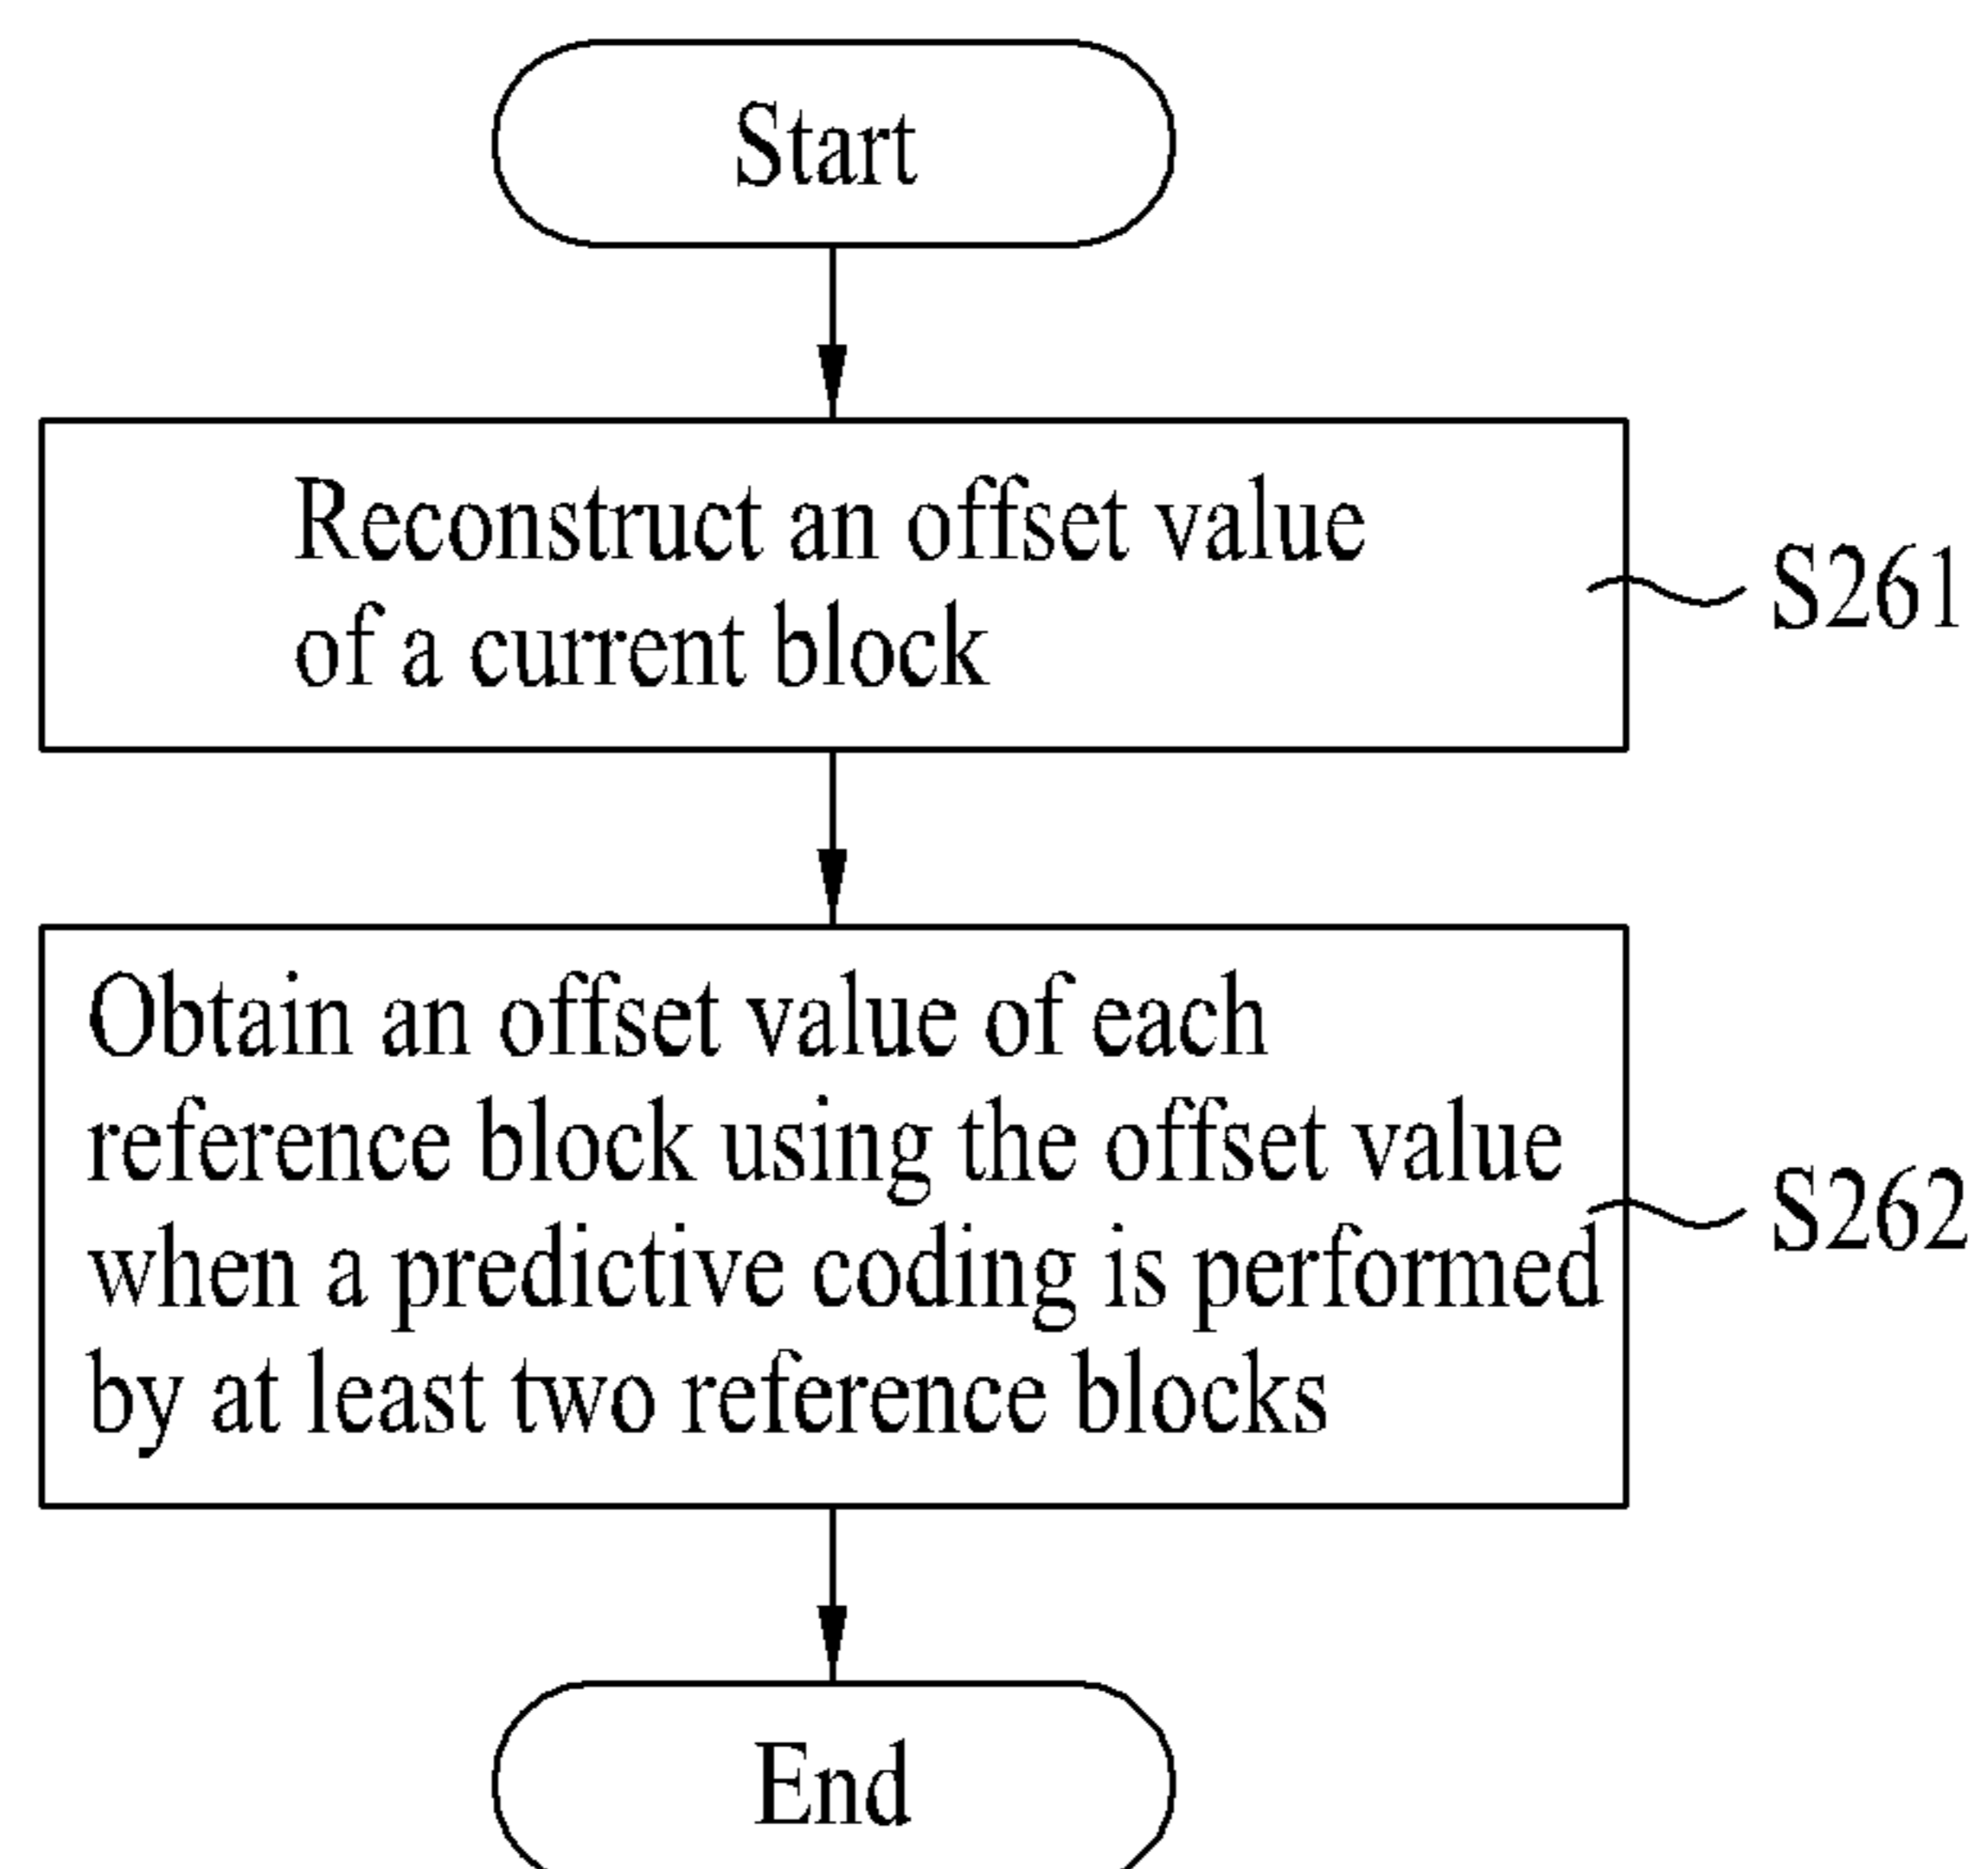 Start
Reconstruct an offset value
of a current block
S261
Obtain an offset value of each
reference block using the offset value
when a predictive coding is performed
by at least two reference blocks
S262
End